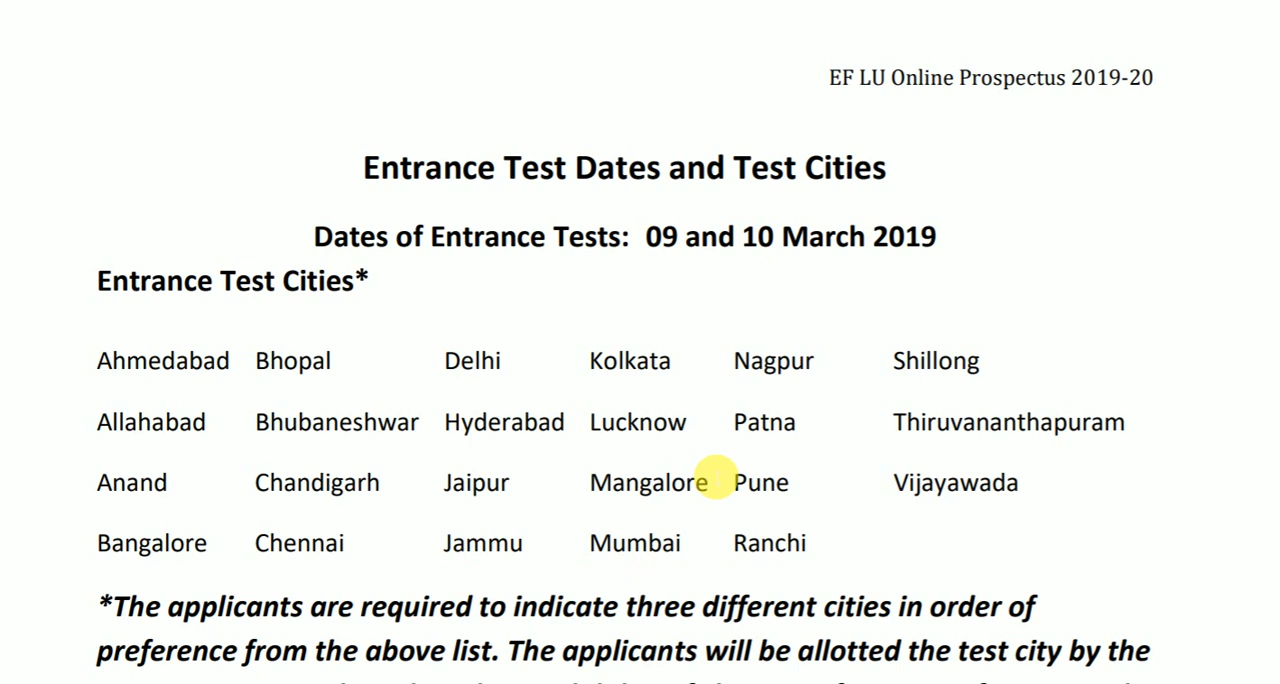 EF LU Online Prospectus 2019-20
Entrance Test Dates and Test Cities
Dates of Entrance Tests: 09 and 10 March 2019
Entrance Test Cities*
Ahmedabad Bhopal Delhi Kolkata Nagpur Shillong
Allahabad Bhubaneshwar Hyderabad Lucknow Patna Thiruvananthapuram
Anand Chandigarh Jaipur Mangalore Pune Vijayawada
Bangalore Chennai Jammu Mumbai Ranchi
*The applicants are required to indicate three different cities in order of
preference from the above list. The applicants will be allotted the test city by the